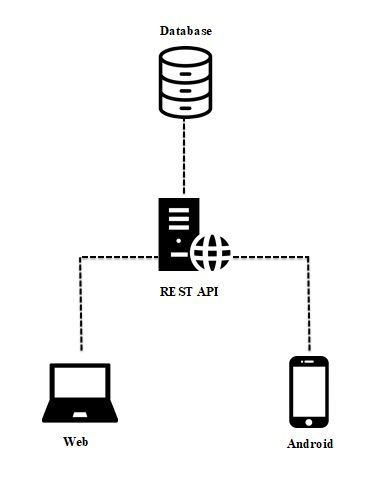 Database
REST API
Web
Android